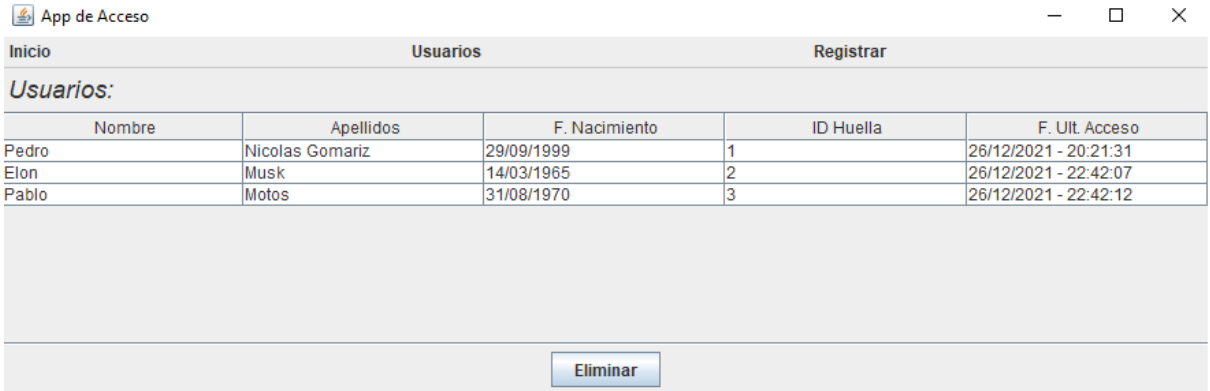 App de Acceso
Inicio Usuarios Registrar
Usuarios:
Nombre Apellidos F. Nacimiento ID Huella F. Ult. Acceso
Pedro Nicolas Gomariz 29/09/1999 1 26/12/2021 - 20:21:31
Elon Musk 14/03/1965 2 26/12/2021 - 22:42:07
Pablo Motos 31/08/1970 3 26/12/2021 - 22:42:12
Eliminar